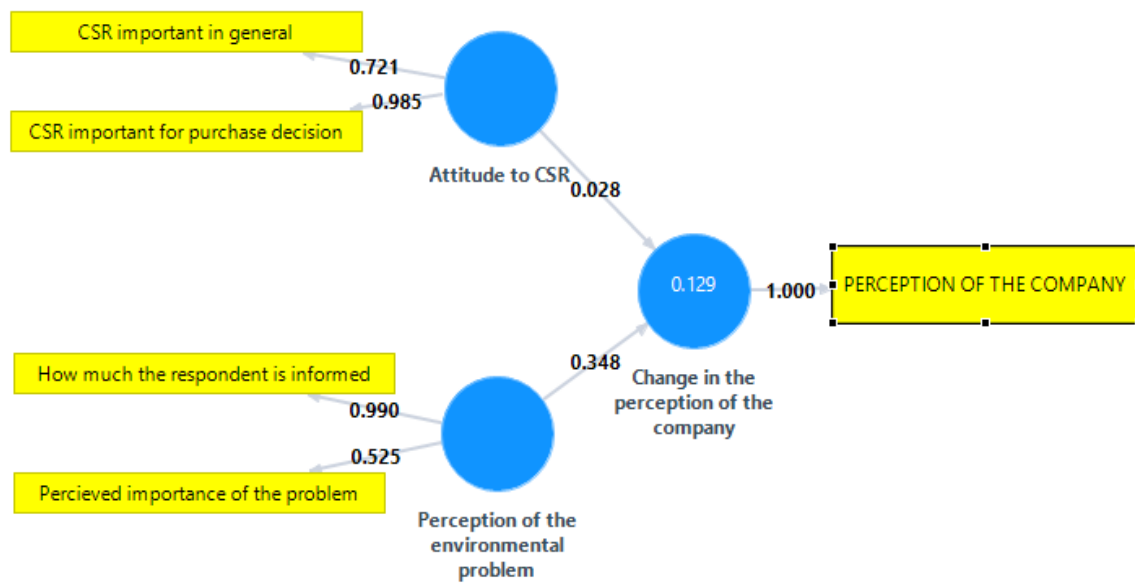 CSR important in general
0.721
0.985
CSR important for purchase decision
Attitude to CSR
0.028
0.129
1.000
PERCEPTION OF THE COMPANY
How much the respondent is informed
0.348
Change in the
perception of the
company
0.990
0.525
Percieved importance of the problem
Perception of the
environmental
problem